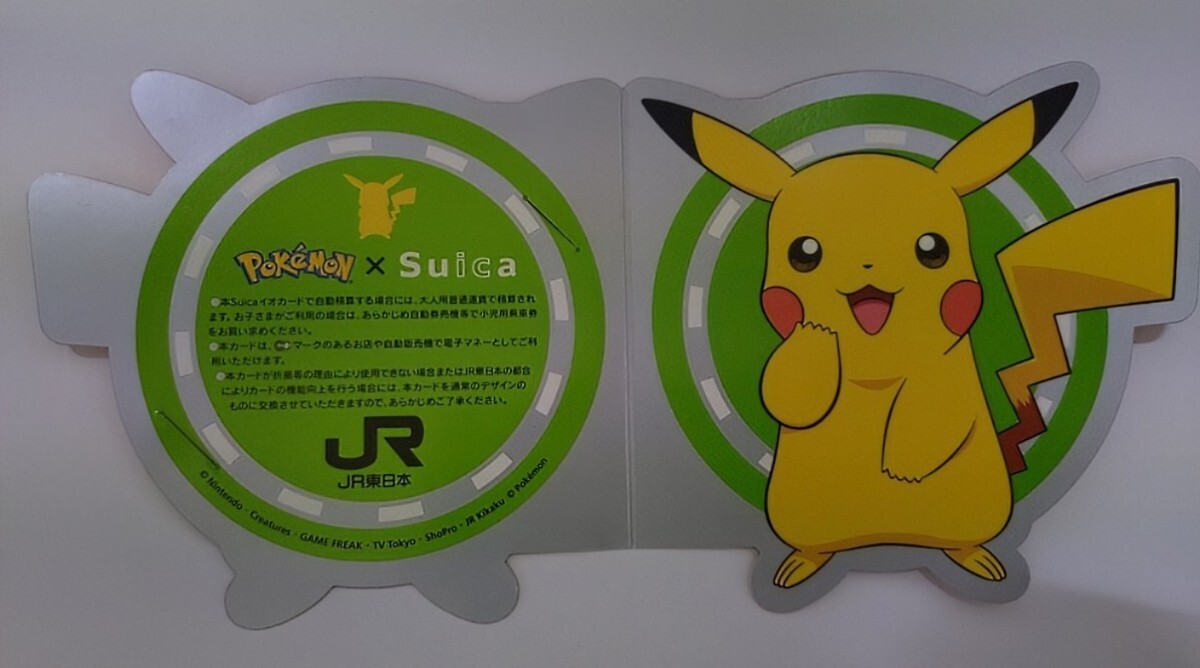 Pokémon × Suica
●本Suicaイオカードで自動精算する場合には、大人用普通運賃で精算され
ます。お子さまがご利用の場合は、あらかじめ自動券売機等で小児用乗車券
をお買い求めください。
●本カードは、マークのあるお店や自動販売機で電子マネーとしてご利
用いただけます。
●本カードが折損等の理由により使用できない場合またはJR東日本の都合
によりカードの機能向上を行う場合には、本カードを通常のデザインの
ものに交換させていただきますので、あらかじめご了承ください。
JR
JR東日本
© Nintendo・Creatures・GAME FREAK・TV Tokyo・ShoPro・JR Kikaku © Pokémon